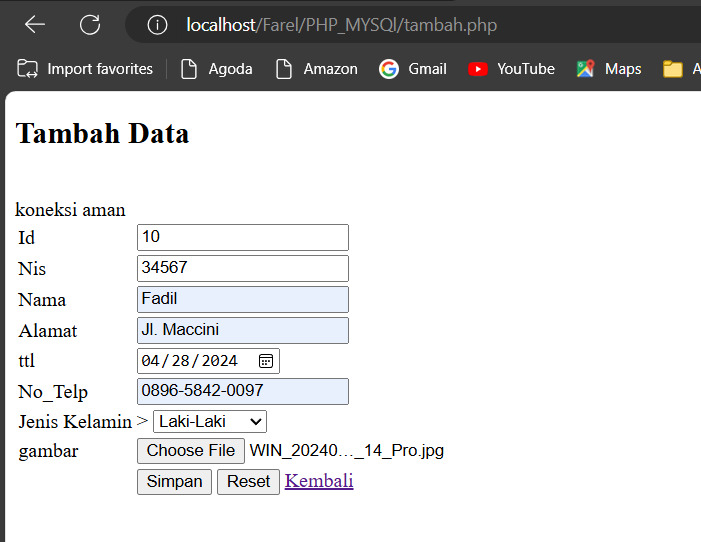 localhost/Farel/PHP_MYSQl/tambah.php
Import favorites Agoda Amazon Gmail YouTube Maps A
Tambah Data
koneksi aman
Id 10
Nis 34567
Nama Fadil
Alamat Jl. Maccini
ttl 04/28/2024
No_Telp 0896-5842-0097
Jenis Kelamin > Laki-Laki
gambar Choose File WIN_20240…_14_Pro.jpg
Simpan Reset Kembali